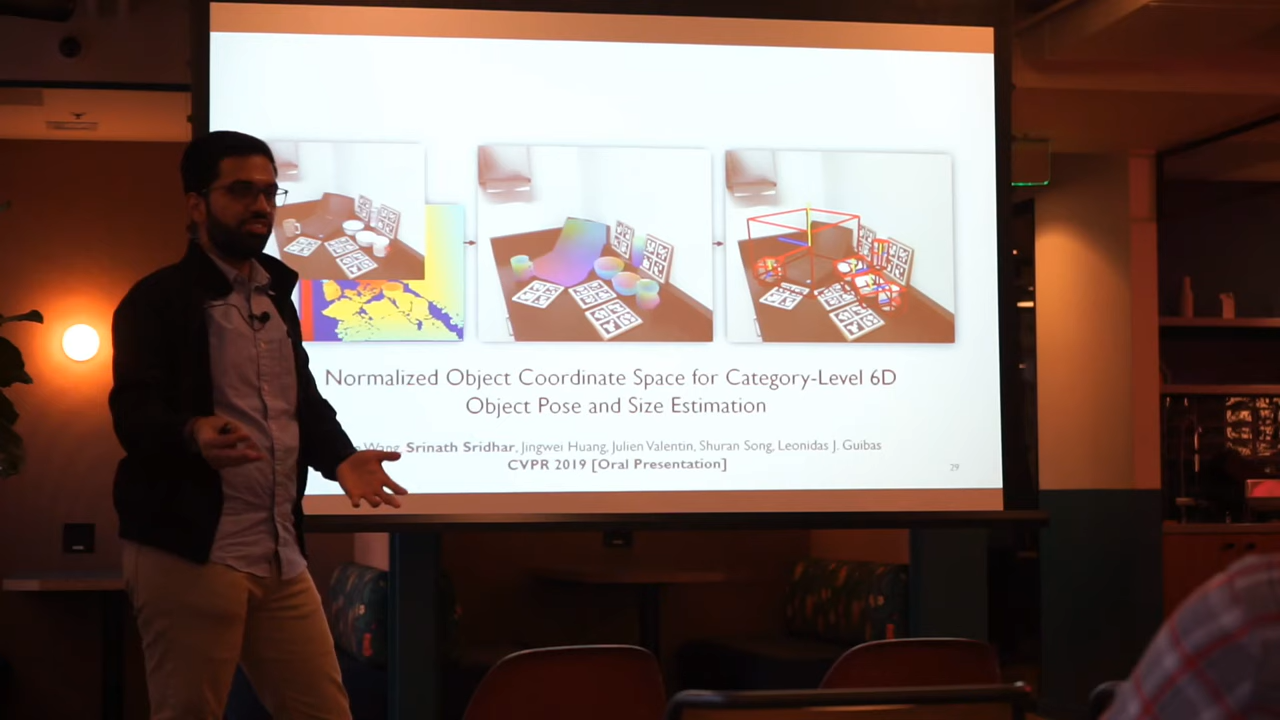 Normalized Object Coordinate Space for Category-Level 6D
Object Pose and Size Estimation
Wang, Srinath Sridhar, Jingwei Huang, Julien Valentin, Shuran Song, Leonidas J. Guibas
CVPR 2019 [Oral Presentation]
29